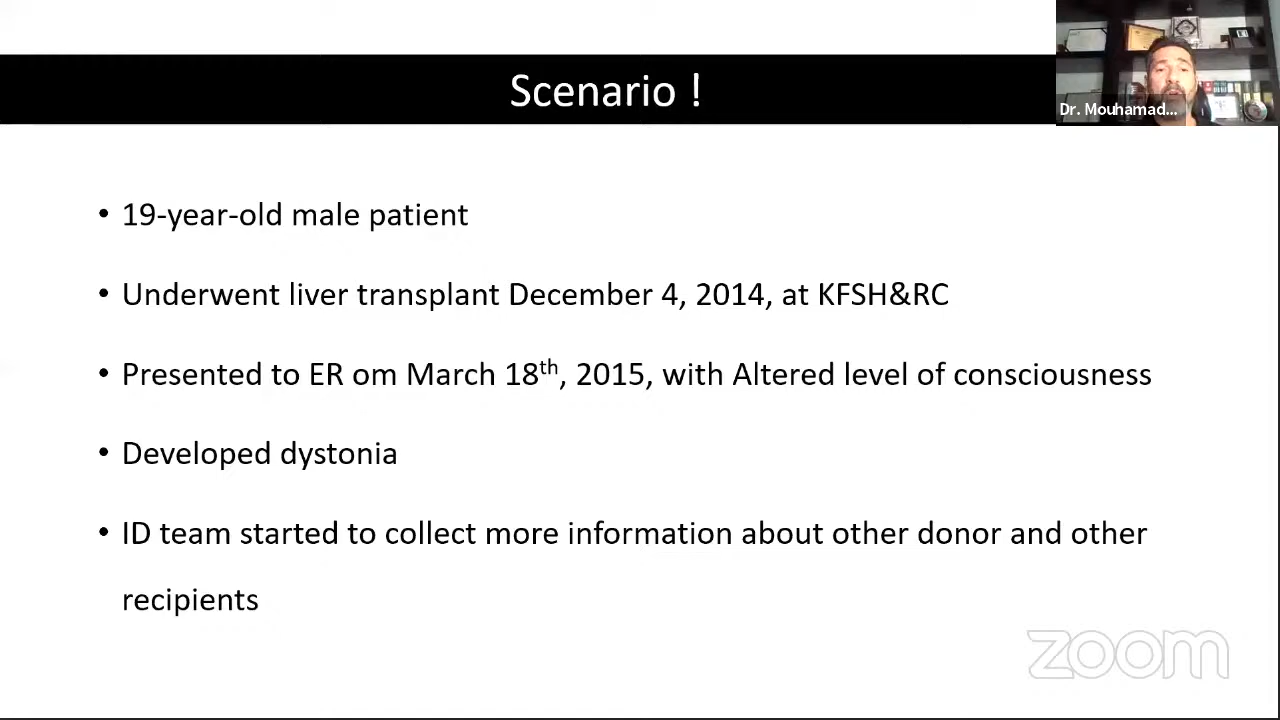 Scenario !
Dr. Mouhamad...
• 19-year-old male patient
• Underwent liver transplant December 4, 2014, at KFSH&RC
• Presented to ER om March 18th, 2015, with Altered level of consciousness
• Developed dystonia
• ID team started to collect more information about other donor and other
recipients
zoom